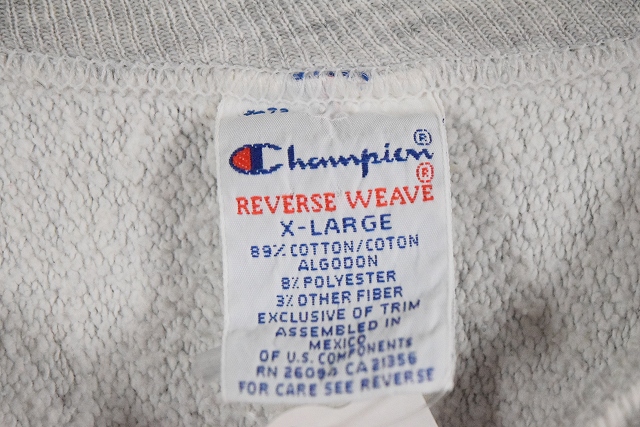 Champion®
REVERSE WEAVE®
X-LARGE
89% COTTON/COTON
ALGODON
8% POLYESTER
3% OTHER FIBER
EXCLUSIVE OF TRIM
ASSEMBLED IN
MEXICO
OF U.S. COMPONENTS
RN 26094 CA 21356
FOR CARE SEE REVERSE